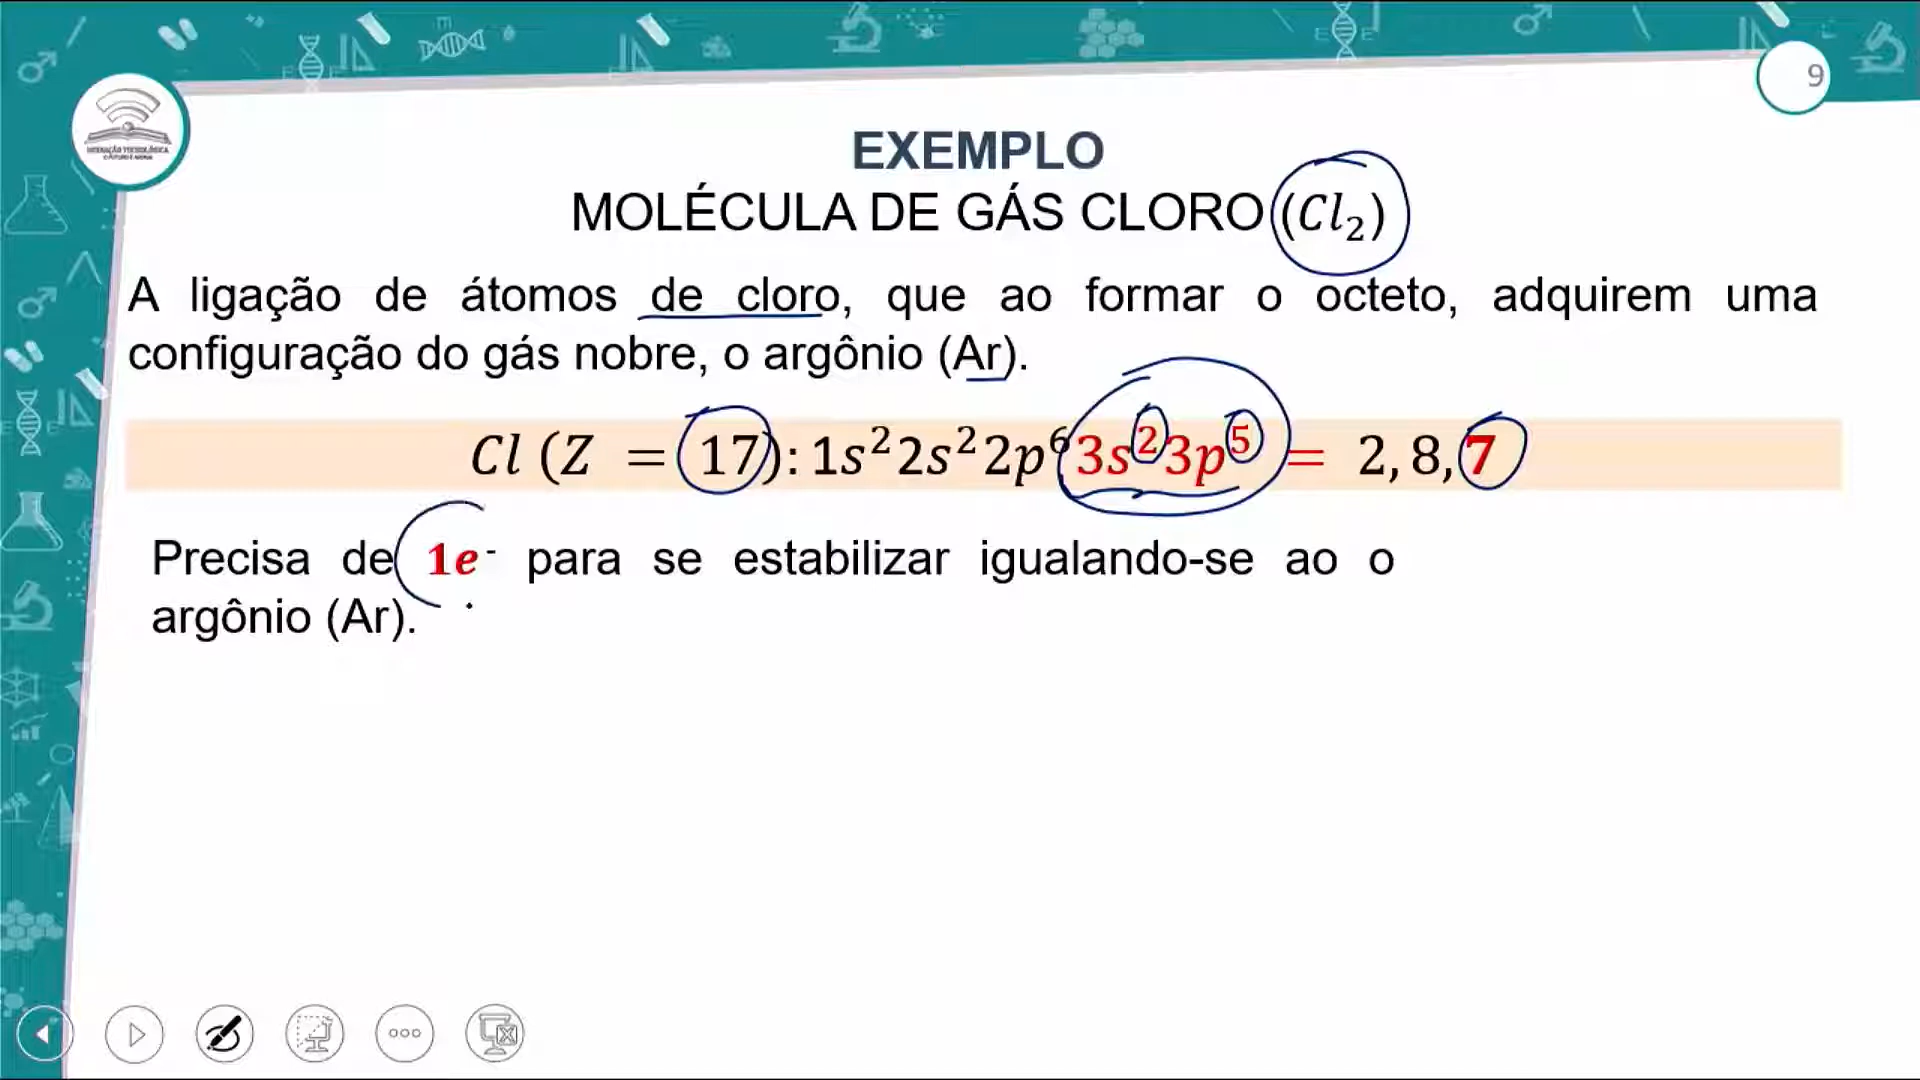 9
EXEMPLO
MOLÉCULA DE GÁS CLORO (Cl₂)
A ligação de átomos de cloro, que ao formar o octeto, adquirem uma
configuração do gás nobre, o argônio (Ar).
Cl (Z = 17): 1s²2s²2p⁶3s²3p⁵ = 2, 8, 7
Precisa de 1e⁻ para se estabilizar igualando-se ao o
argônio (Ar).